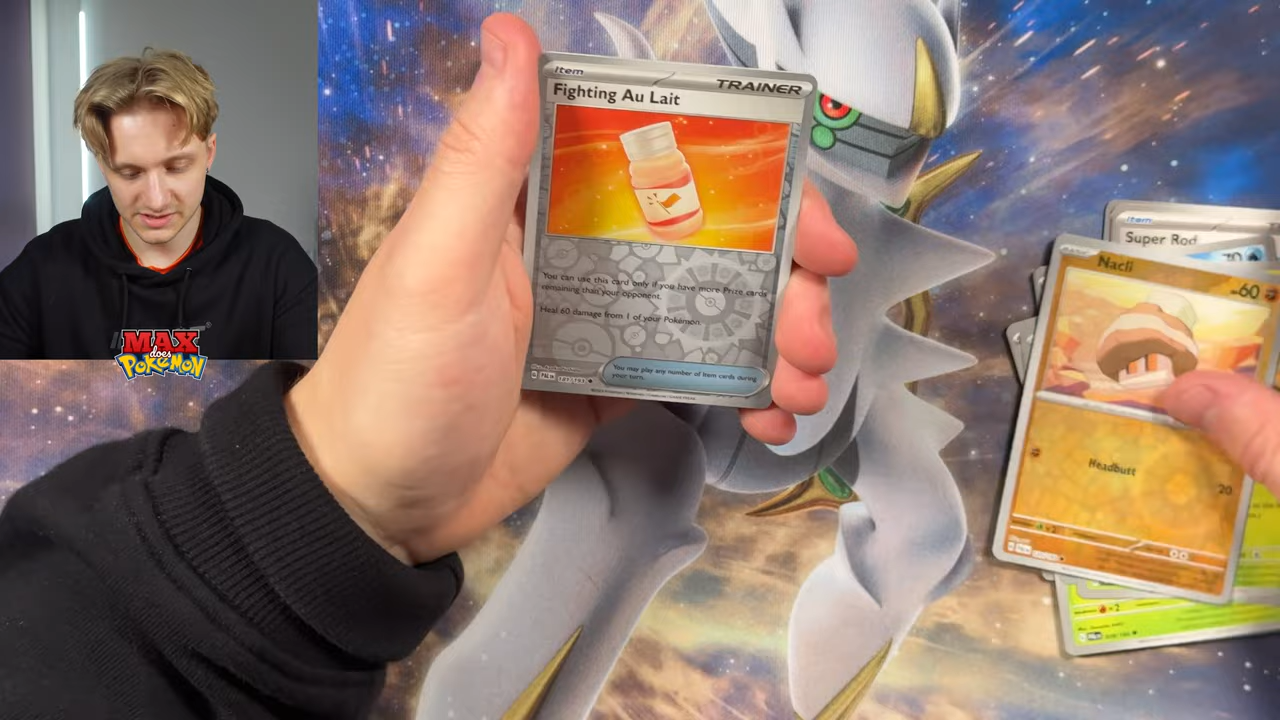 Item
TRAINER
Fighting Au Lait
You can use this card only if you have more Prize cards
remaining than your opponent.
Heal 60 damage from 1 of your Pokémon.
You may play any number of Item cards during
your turn.
MAX
does
POKéMON
Item
Super Rod
70
Nacli
60
Headbutt
20
×2